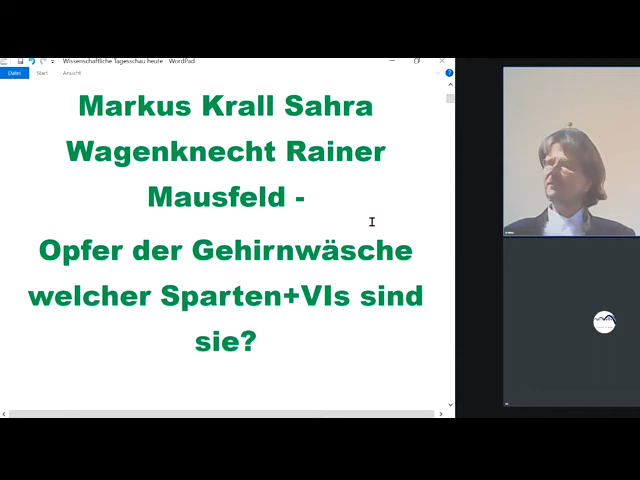 Wissenschaftliche Tagesschau heute - WordPad
Datei Start Ansicht
Markus Krall Sahra
Wagenknecht Rainer
Mausfeld -
Opfer der Gehirnwäsche
welcher Sparten+VIs sind
sie?